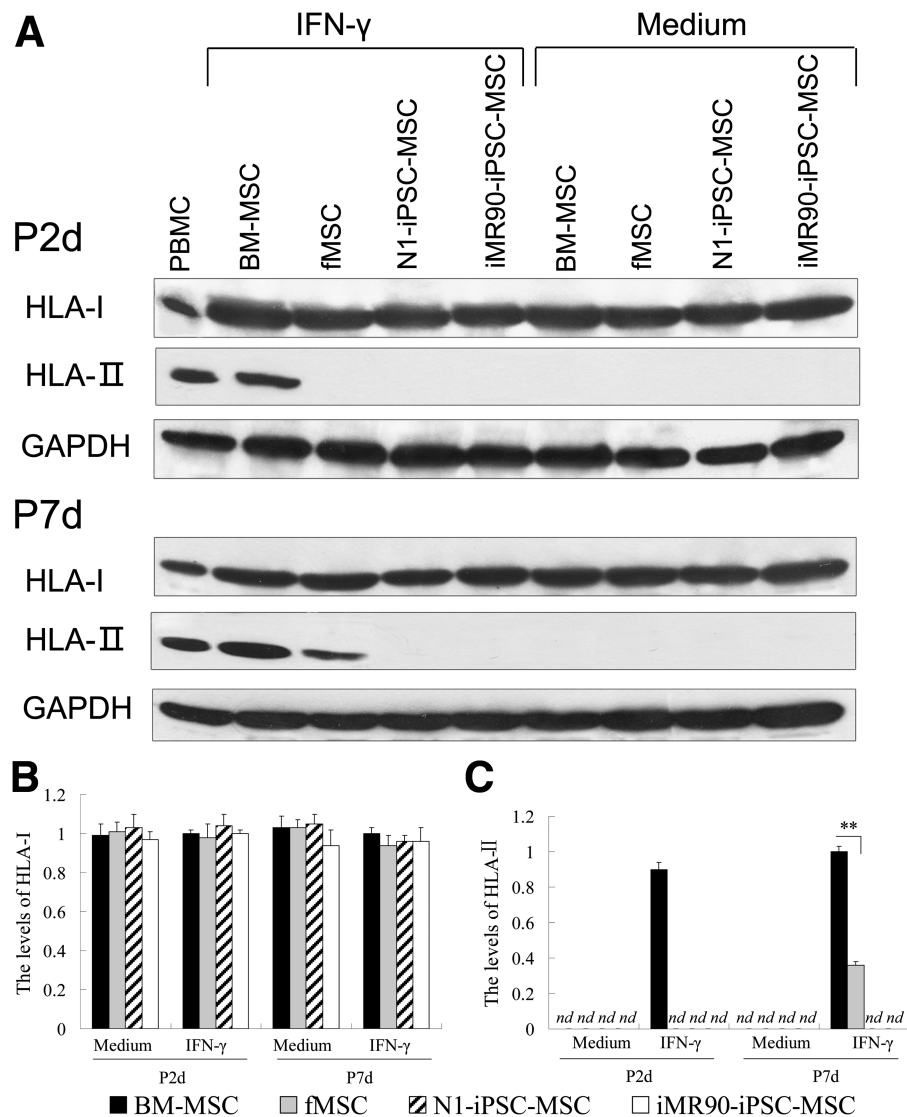 A
IFN-γ Medium
PBMC BM-MSC fMSC N1-iPSC-MSC iMR90-iPSC-MSC BM-MSC fMSC N1-iPSC-MSC iMR90-iPSC-MSC
P2d
HLA-I
HLA-II
GAPDH
P7d
HLA-I
HLA-II
GAPDH
B
The levels of HLA-I
1.2
1
0.8
0.6
0.4
0.2
0
Medium IFN-γ Medium IFN-γ
P2d P7d
C
The levels of HLA-II
1.2
1
0.8
0.6
0.4
0.2
0
**
nd nd nd nd nd nd nd nd nd nd nd nd nd
Medium IFN-γ Medium IFN-γ
P2d P7d
BM-MSC fMSC N1-iPSC-MSC iMR90-iPSC-MSC